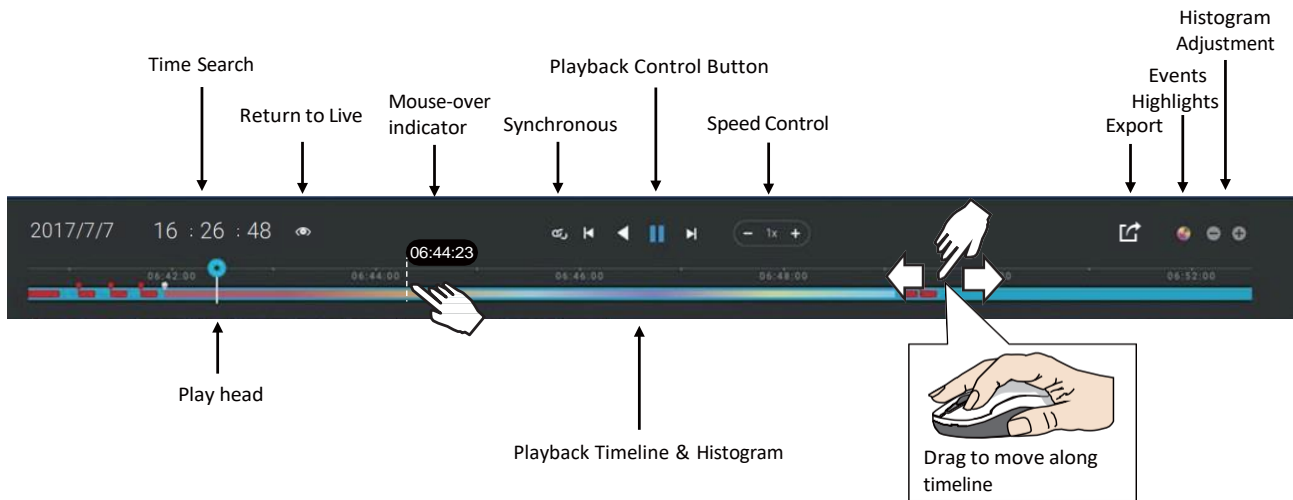 Histogram
Adjustment
Time Search
Playback Control Button
Events
Highlights
Mouse-over
indicator
Return to Live
Synchronous
Speed Control
Export
2017/7/7 16 : 26 : 48
1x
06:44:23
06:42:00
06:44:00
06:46:00
06:48:00
06:52:00
Play head
Playback Timeline & Histogram
Drag to move along
timeline